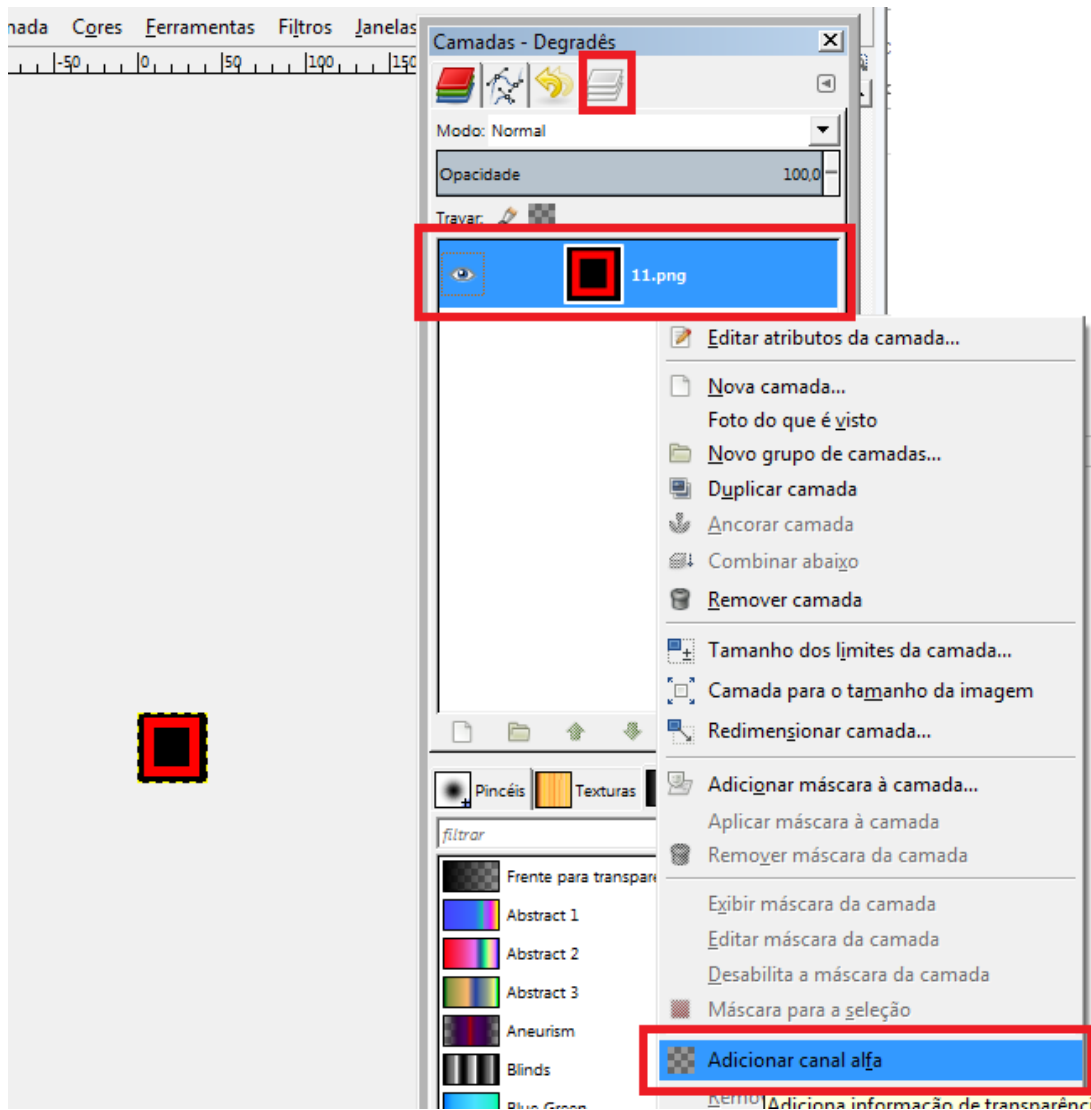 Cores Ferramentas Filtros Janelas
-50 0 50 100
Camadas - Degradês
Modo: Normal
Opacidade 100,0
Travar:
11.png
Editar atributos da camada...
Nova camada...
Foto do que é visto
Novo grupo de camadas...
Duplicar camada
Ancorar camada
Combinar abaixo
Remover camada
Tamanho dos limites da camada...
Camada para o tamanho da imagem
Redimensionar camada...
Adicionar máscara à camada...
Aplicar máscara à camada
Remover máscara da camada
Exibir máscara da camada
Editar máscara da camada
Desabilita a máscara da camada
Máscara para a seleção
Adicionar canal alfa
Adiciona informação de
Pincéis Texturas
filtrar
Frente para
Abstract 1
Abstract 2
Abstract 3
Aneurism
Blinds
Blue Green